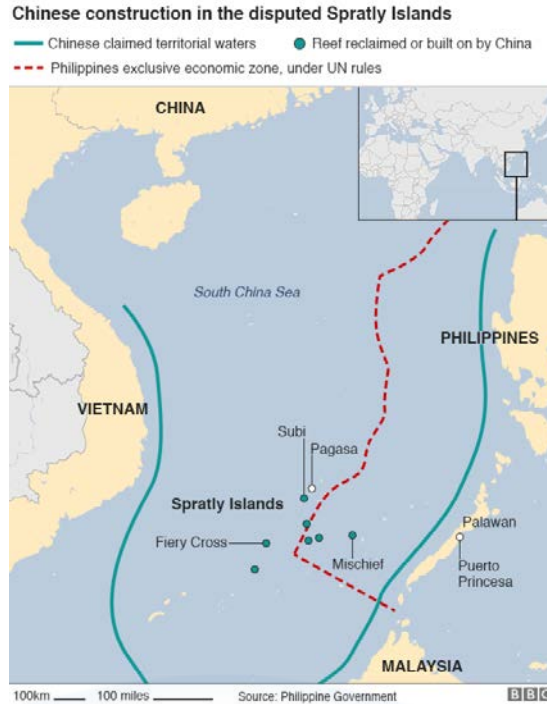 Chinese construction in the disputed Spratly Islands
Chinese claimed territorial waters
Reef reclaimed or built on by China
Philippines exclusive economic zone, under UN rules
CHINA
South China Sea
PHILIPPINES
VIETNAM
Subi
Pagasa
Spratly Islands
Palawan
Fiery Cross
Mischief
Puerto
Princesa
MALAYSIA
100km
100 miles
Source: Philippine Government
BBC